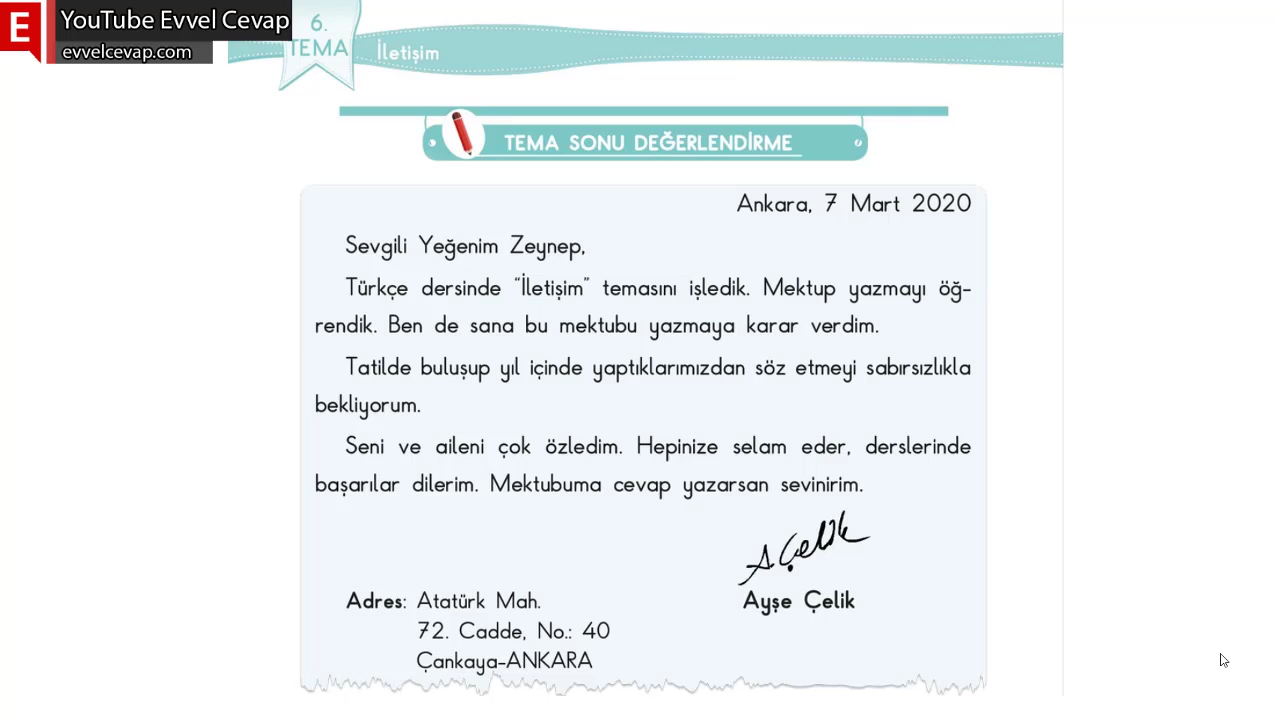 E
YouTube Evvel Cevap
evvelcevap.com
6.
TEMA
İletişim
TEMA SONU DEĞERLENDİRME
Ankara, 7 Mart 2020
Sevgili Yeğenim Zeynep,
Türkçe dersinde “İletişim” temasını işledik. Mektup yazmayı öğ-
rendik. Ben de sana bu mektubu yazmaya karar verdim.
Tatilde buluşup yıl içinde yaptıklarımızdan söz etmeyi sabırsızlıkla
bekliyorum.
Seni ve aileni çok özledim. Hepinize selam eder, derslerinde
başarılar dilerim. Mektubuma cevap yazarsan sevinirim.
A Çelik
Ayşe Çelik
Adres: Atatürk Mah.
72. Cadde, No.: 40
Çankaya-ANKARA